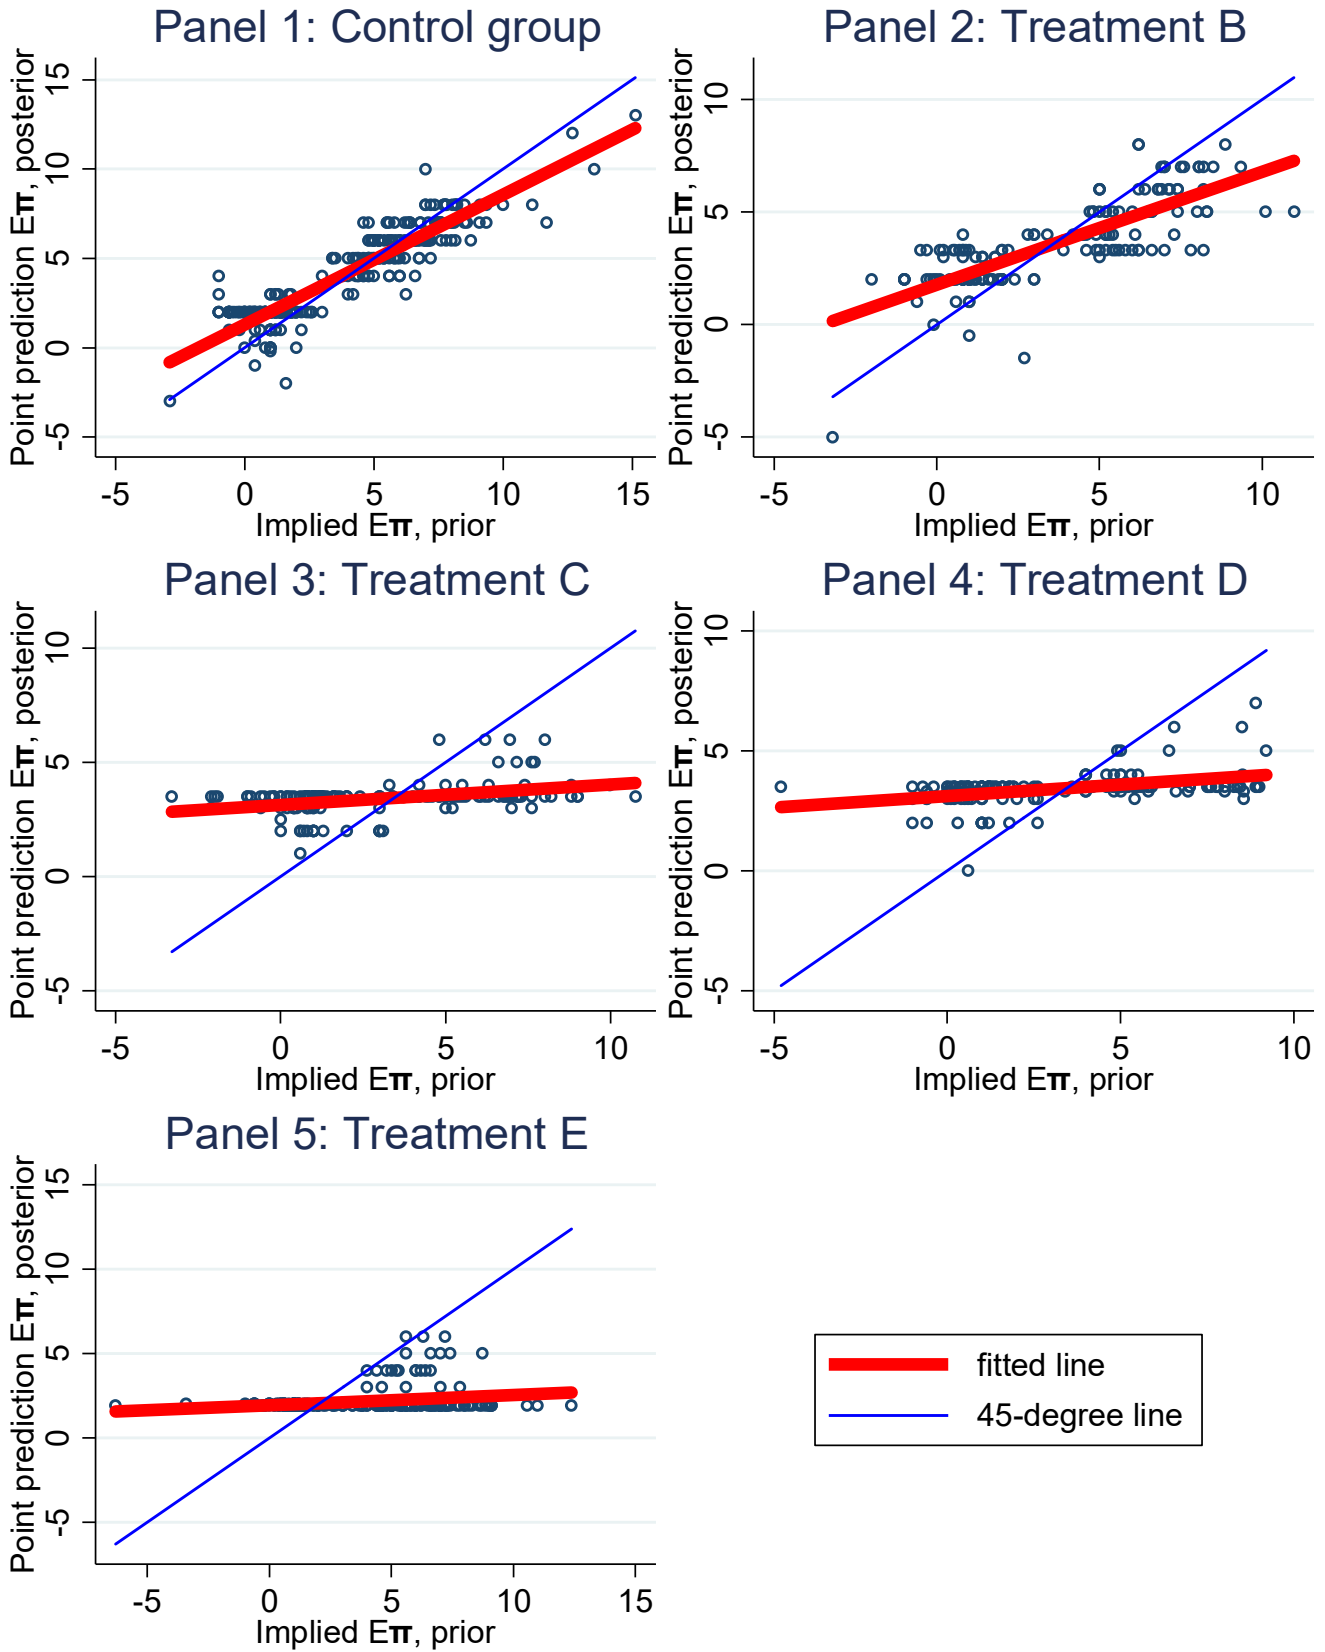 Panel 1: Control group
Point prediction Eπ, posterior
15
10
5
0
-5
-5 0 5 10 15
Implied Eπ, prior
Panel 2: Treatment B
Point prediction Eπ, posterior
10
5
0
-5
-5 0 5 10
Implied Eπ, prior
Panel 3: Treatment C
Point prediction Eπ, posterior
10
5
0
-5
-5 0 5 10
Implied Eπ, prior
Panel 4: Treatment D
Point prediction Eπ, posterior
10
5
0
-5
-5 0 5 10
Implied Eπ, prior
Panel 5: Treatment E
Point prediction Eπ, posterior
15
10
5
0
-5
-5 0 5 10 15
Implied Eπ, prior
fitted line
45-degree line